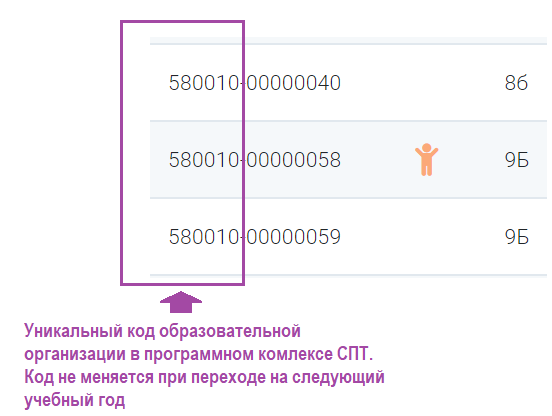 580010-00000040 8б
580010-00000058 9Б
580010-00000059 9Б
Уникальный код образовательной
организации в программном комлексе СПТ.
Код не меняется при переходе на следующий
учебный год